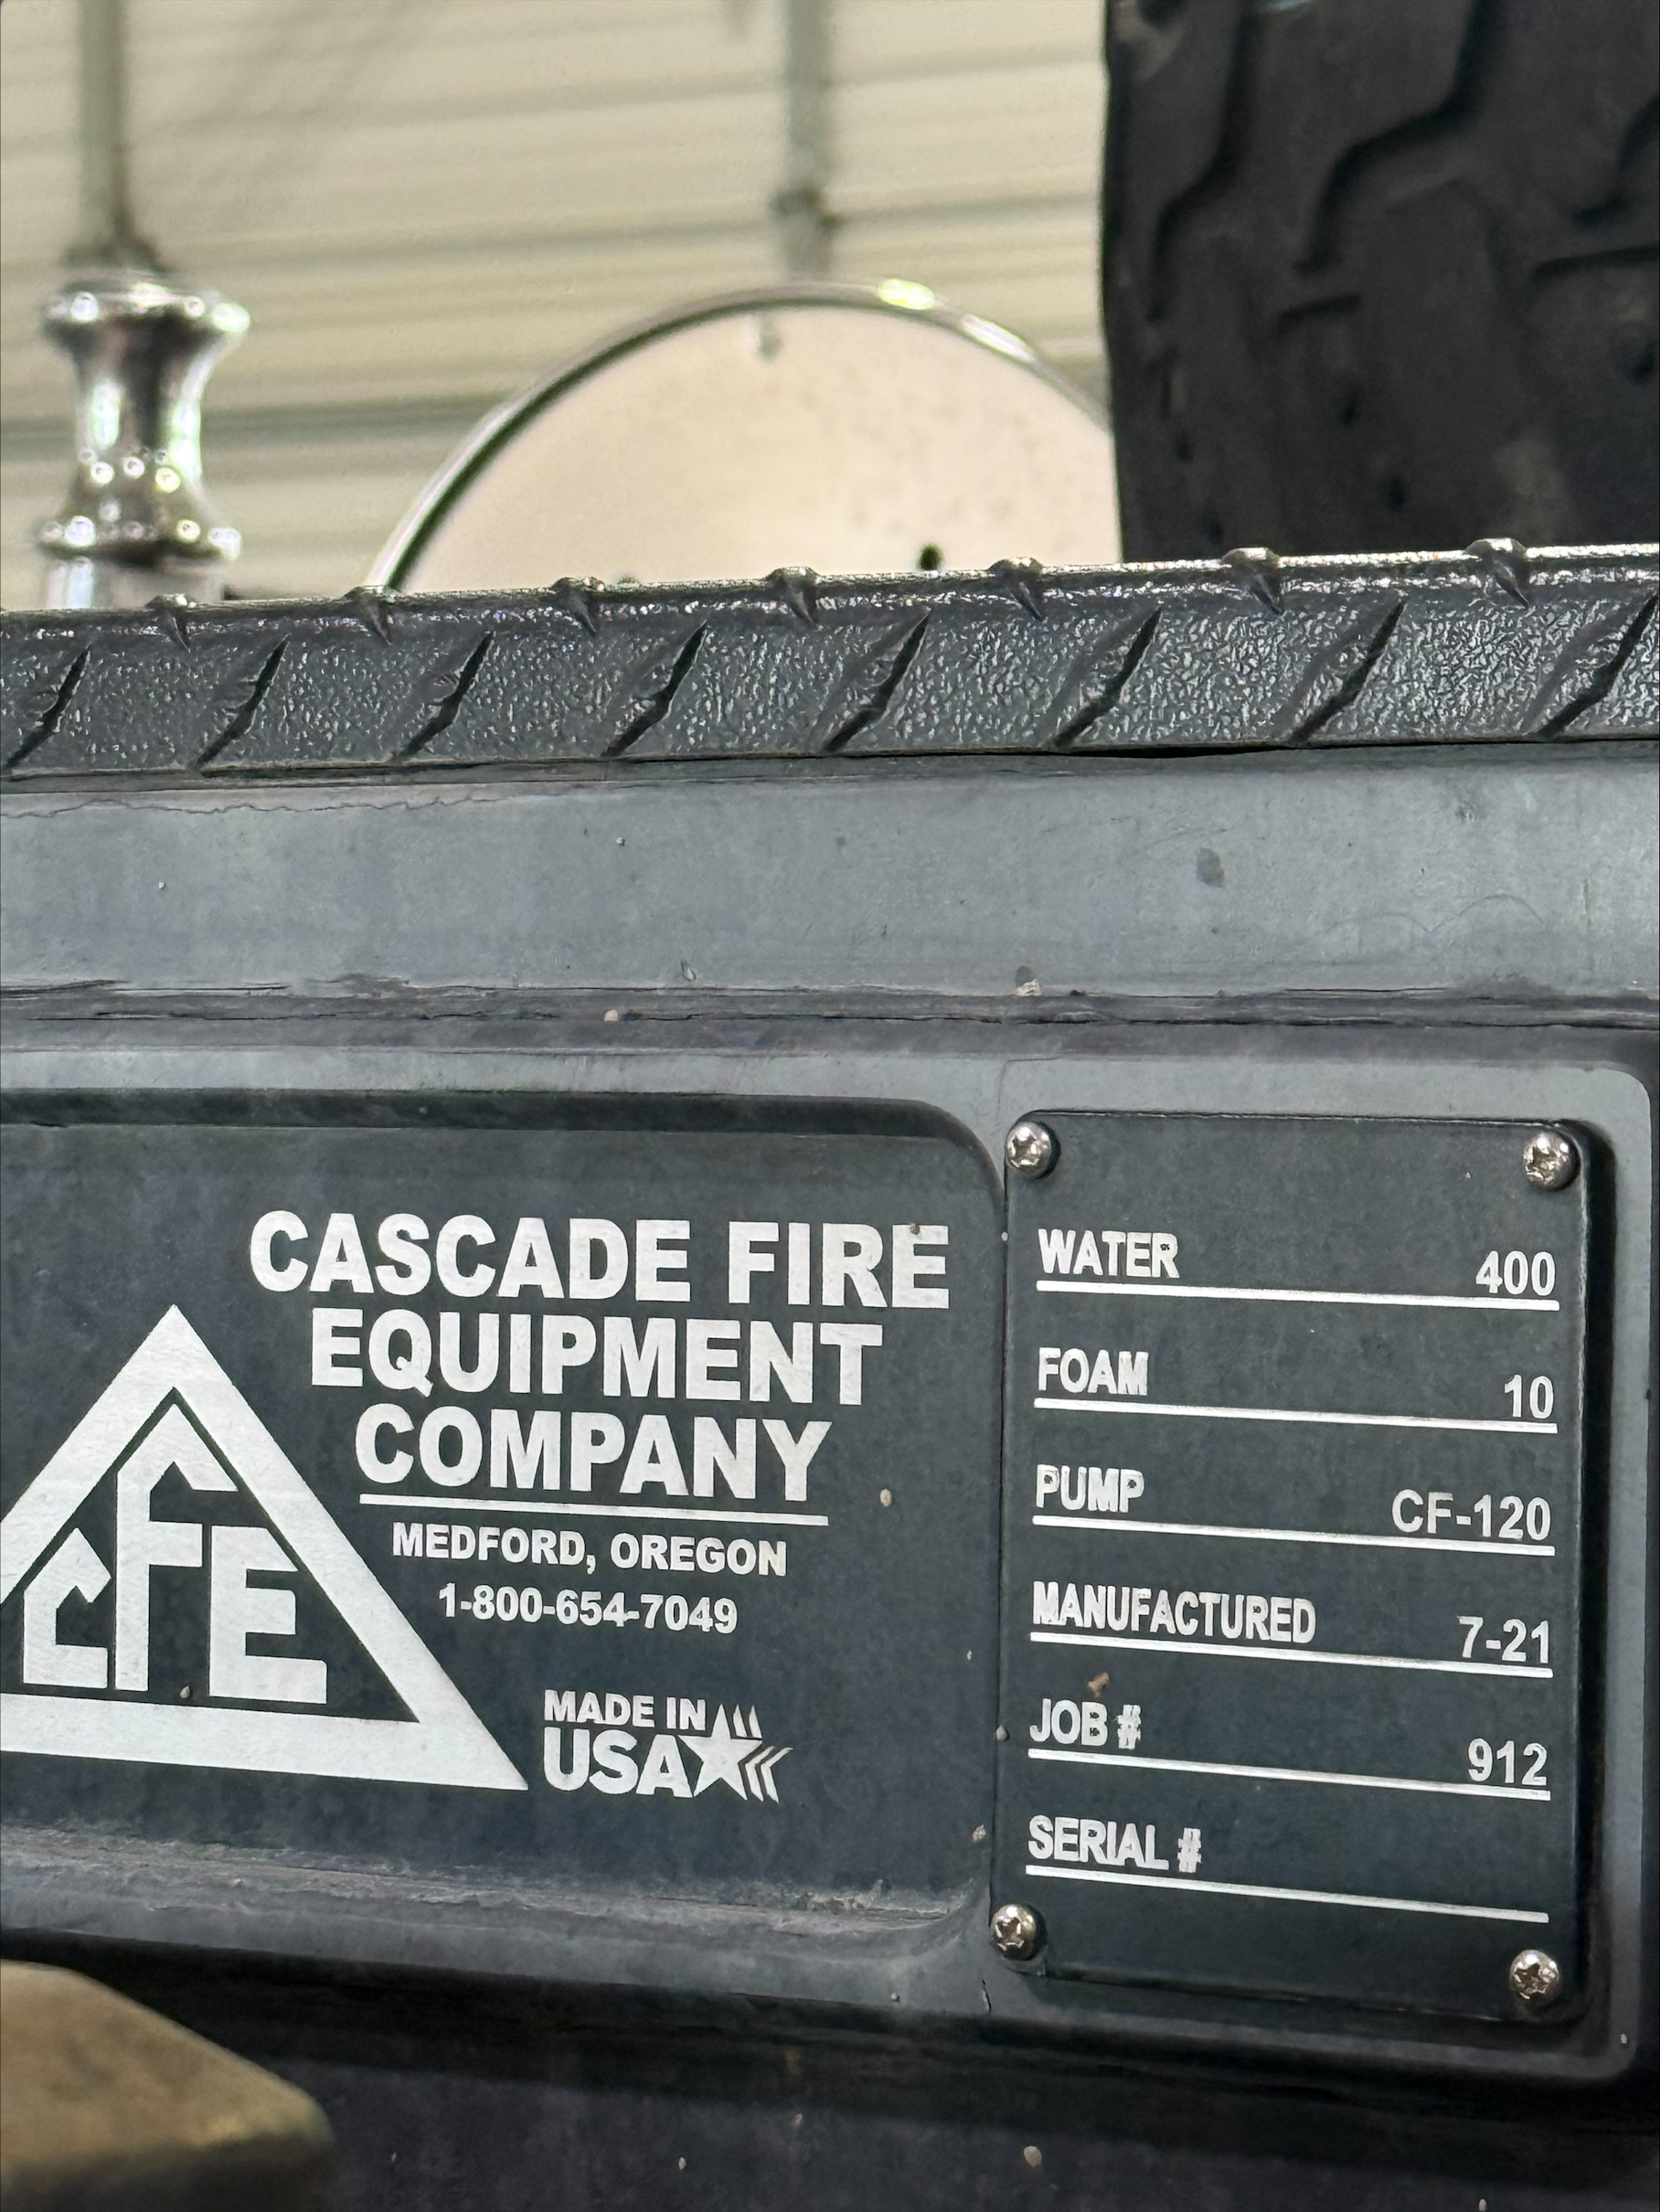 CASCADE FIRE
EQUIPMENT
COMPANY
MEDFORD, OREGON
1-800-654-7049
CFE
MADE IN
USA
WATER 400
FOAM 10
PUMP CF-120
MANUFACTURED 7-21
JOB # 912
SERIAL #